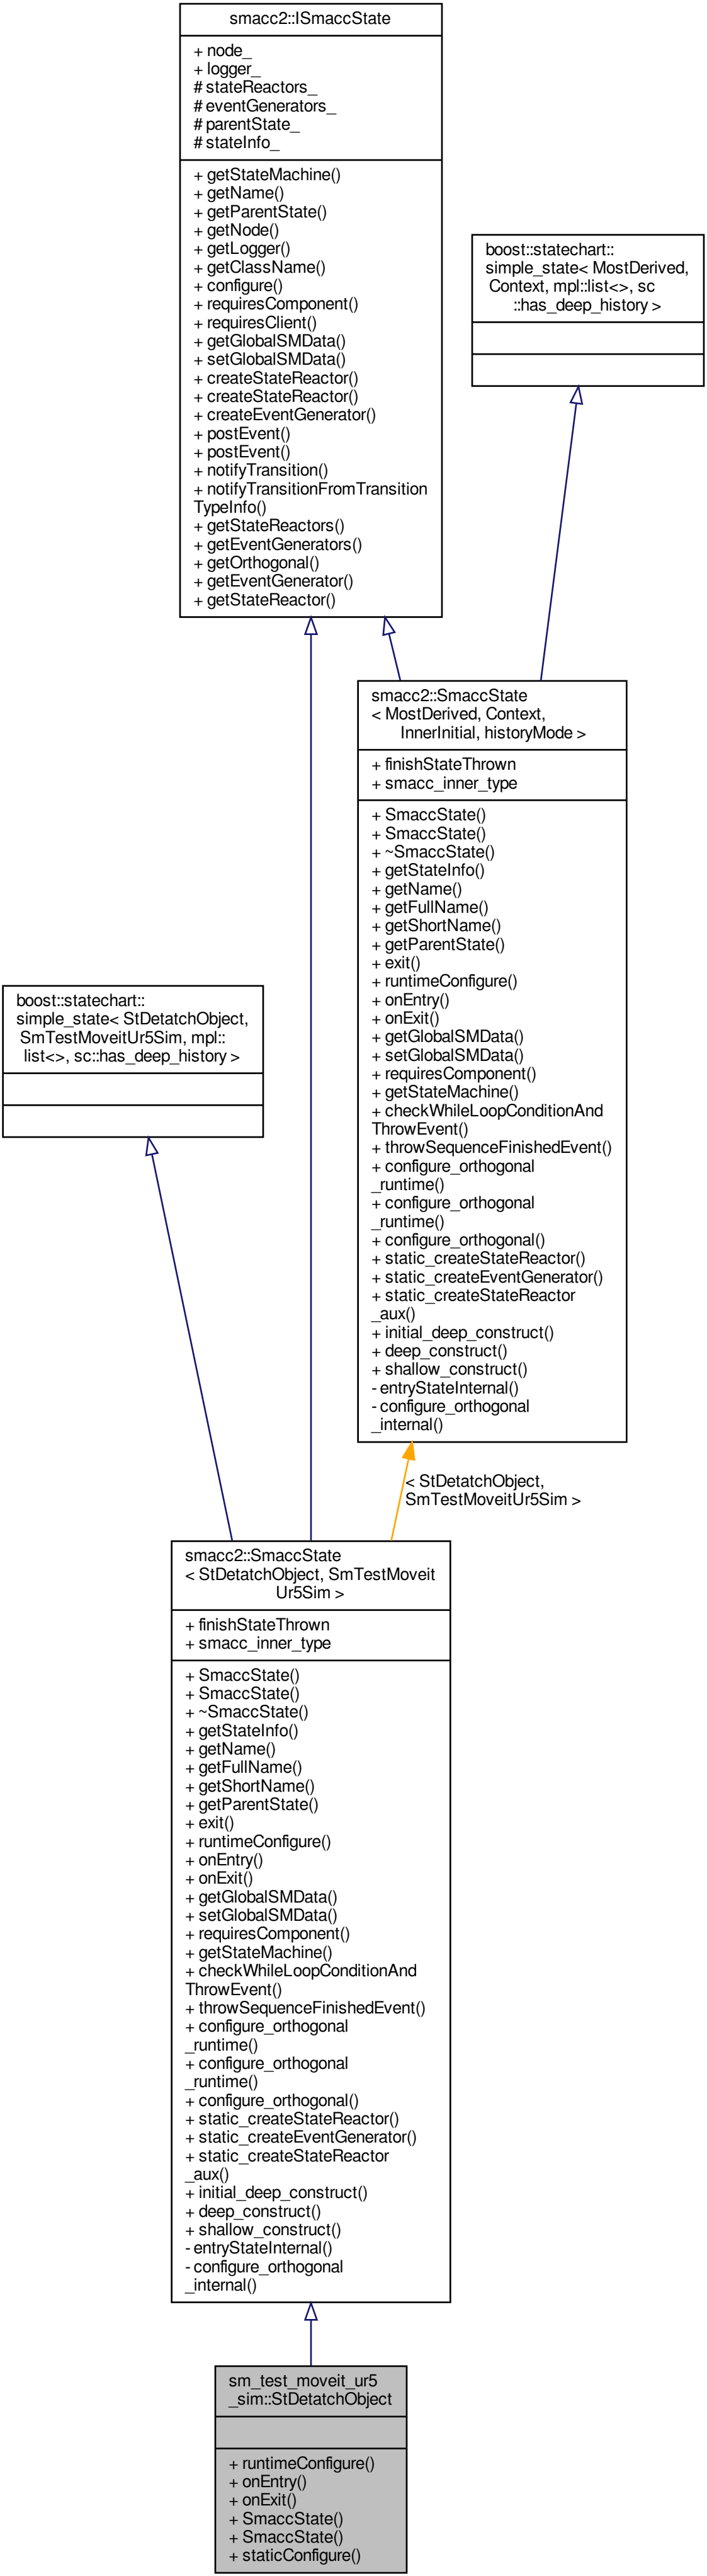 smacc2::ISmaccState
+ node_
+ logger_
# stateReactors_
# eventGenerators_
# parentState_
# stateInfo_
+ getStateMachine()
+ getName()
+ getParentState()
+ getNode()
+ getLogger()
+ getClassName()
+ configure()
+ requiresComponent()
+ requiresClient()
+ getGlobalSMData()
+ setGlobalSMData()
+ createStateReactor()
+ createStateReactor()
+ createEventGenerator()
+ postEvent()
+ postEvent()
+ notifyTransition()
+ notifyTransitionFromTransition
TypeInfo()
+ getStateReactors()
+ getEventGenerators()
+ getOrthogonal()
+ getEventGenerator()
+ getStateReactor()
boost::statechart::
simple_state< MostDerived,
Context, mpl::list<>, sc
::has_deep_history >
smacc2::SmaccState
< MostDerived, Context,
InnerInitial, historyMode >
+ finishStateThrown
+ smacc_inner_type
+ SmaccState()
+ SmaccState()
+ ~SmaccState()
+ getStateInfo()
+ getName()
+ getFullName()
+ getShortName()
+ getParentState()
+ exit()
+ runtimeConfigure()
+ onEntry()
+ onExit()
+ getGlobalSMData()
+ setGlobalSMData()
+ requiresComponent()
+ getStateMachine()
+ checkWhileLoopConditionAnd
ThrowEvent()
+ throwSequenceFinishedEvent()
+ configure_orthogonal
_runtime()
+ configure_orthogonal
_runtime()
+ configure_orthogonal()
+ static_createStateReactor()
+ static_createEventGenerator()
+ static_createStateReactor
_aux()
+ initial_deep_construct()
+ deep_construct()
+ shallow_construct()
- entryStateInternal()
- configure_orthogonal
_internal()
boost::statechart::
simple_state< StDetatchObject,
SmTestMoveitUr5Sim, mpl::
list<>, sc::has_deep_history >
< StDetatchObject,
SmTestMoveitUr5Sim >
smacc2::SmaccState
< StDetatchObject, SmTestMoveit
Ur5Sim >
+ finishStateThrown
+ smacc_inner_type
+ SmaccState()
+ SmaccState()
+ ~SmaccState()
+ getStateInfo()
+ getName()
+ getFullName()
+ getShortName()
+ getParentState()
+ exit()
+ runtimeConfigure()
+ onEntry()
+ onExit()
+ getGlobalSMData()
+ setGlobalSMData()
+ requiresComponent()
+ getStateMachine()
+ checkWhileLoopConditionAnd
ThrowEvent()
+ throwSequenceFinishedEvent()
+ configure_orthogonal
_runtime()
+ configure_orthogonal
_runtime()
+ configure_orthogonal()
+ static_createStateReactor()
+ static_createEventGenerator()
+ static_createStateReactor
_aux()
+ initial_deep_construct()
+ deep_construct()
+ shallow_construct()
- entryStateInternal()
- configure_orthogonal
_internal()
sm_test_moveit_ur5
_sim::StDetatchObject
+ runtimeConfigure()
+ onEntry()
+ onExit()
+ SmaccState()
+ SmaccState()
+ staticConfigure()